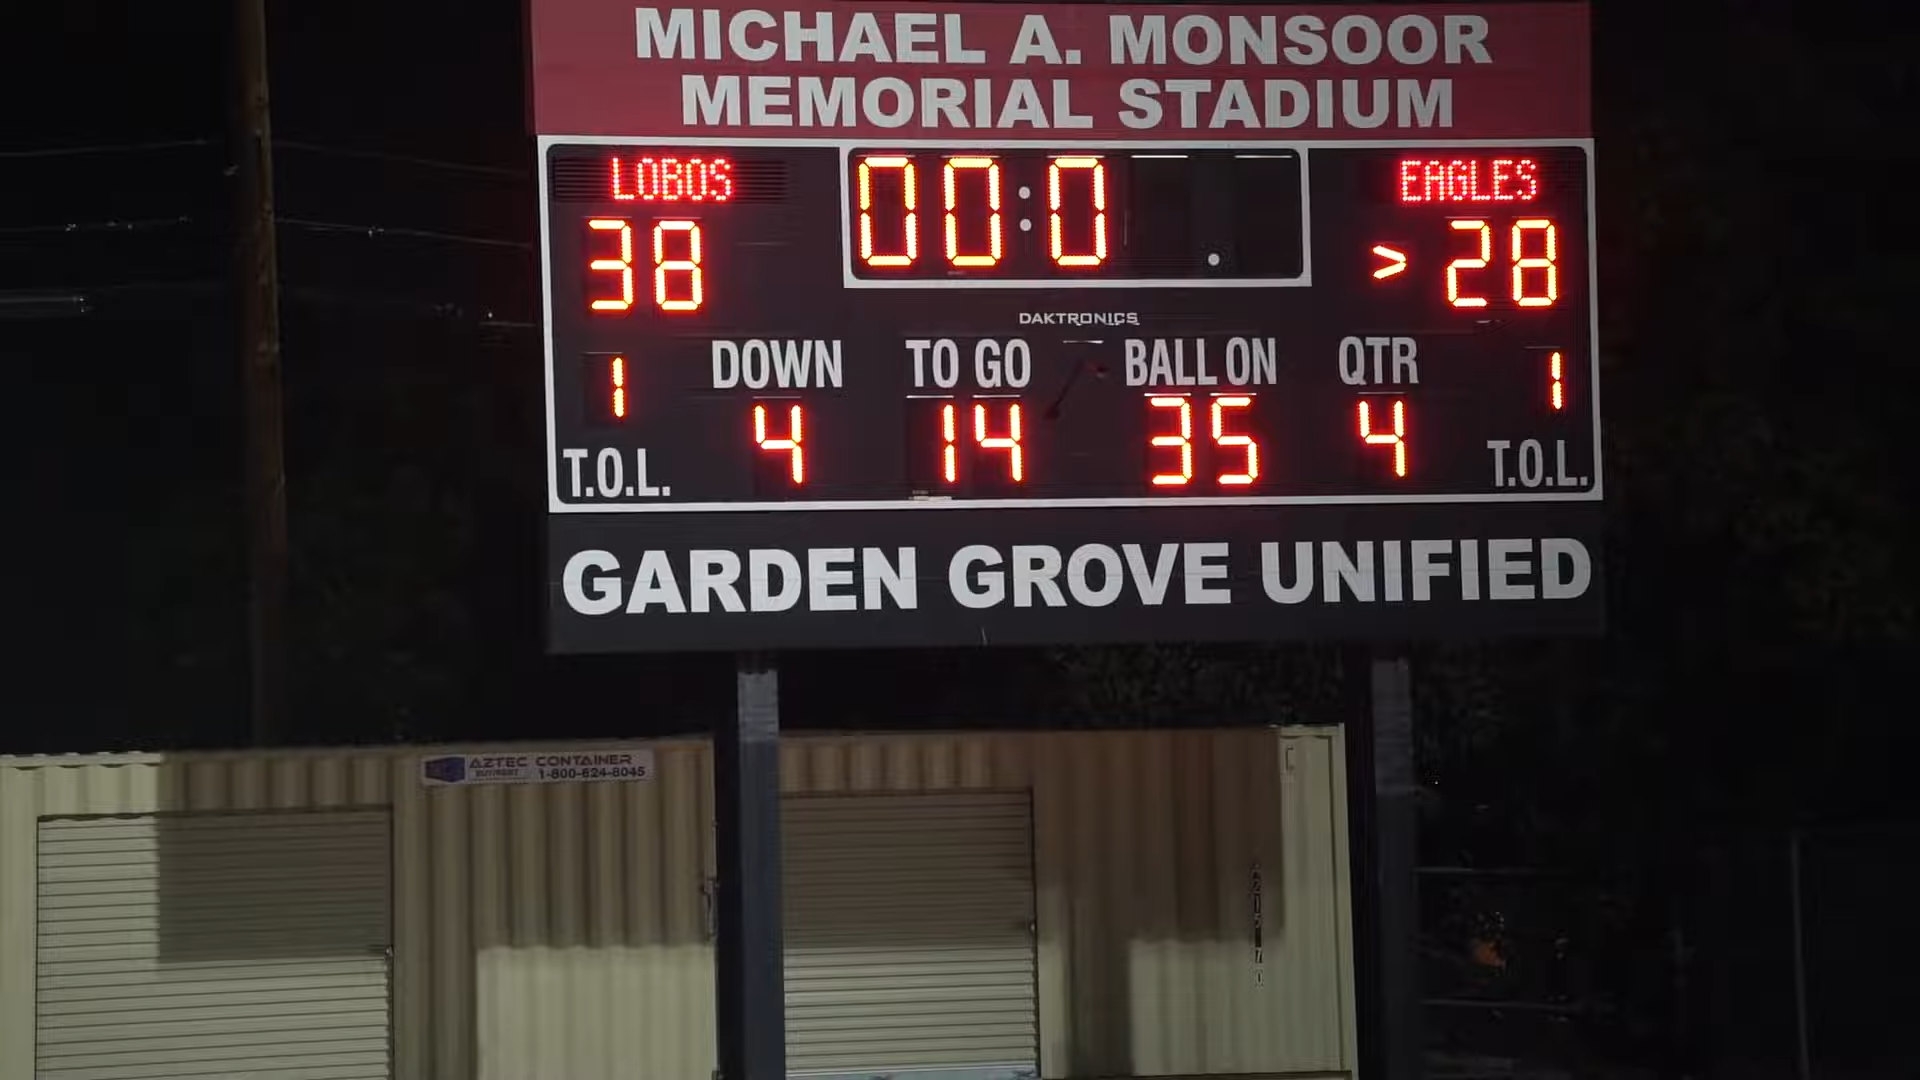 MICHAEL A. MONSOOR
MEMORIAL STADIUM
LOBOS 00:0 EAGLES
38 > 28
DAKTRONICS
DOWN TO GO BALL ON QTR
1 4 14 35 4 1
T.O.L. T.O.L.
GARDEN GROVE UNIFIED
AZTEC CONTAINER
1-800-624-8045